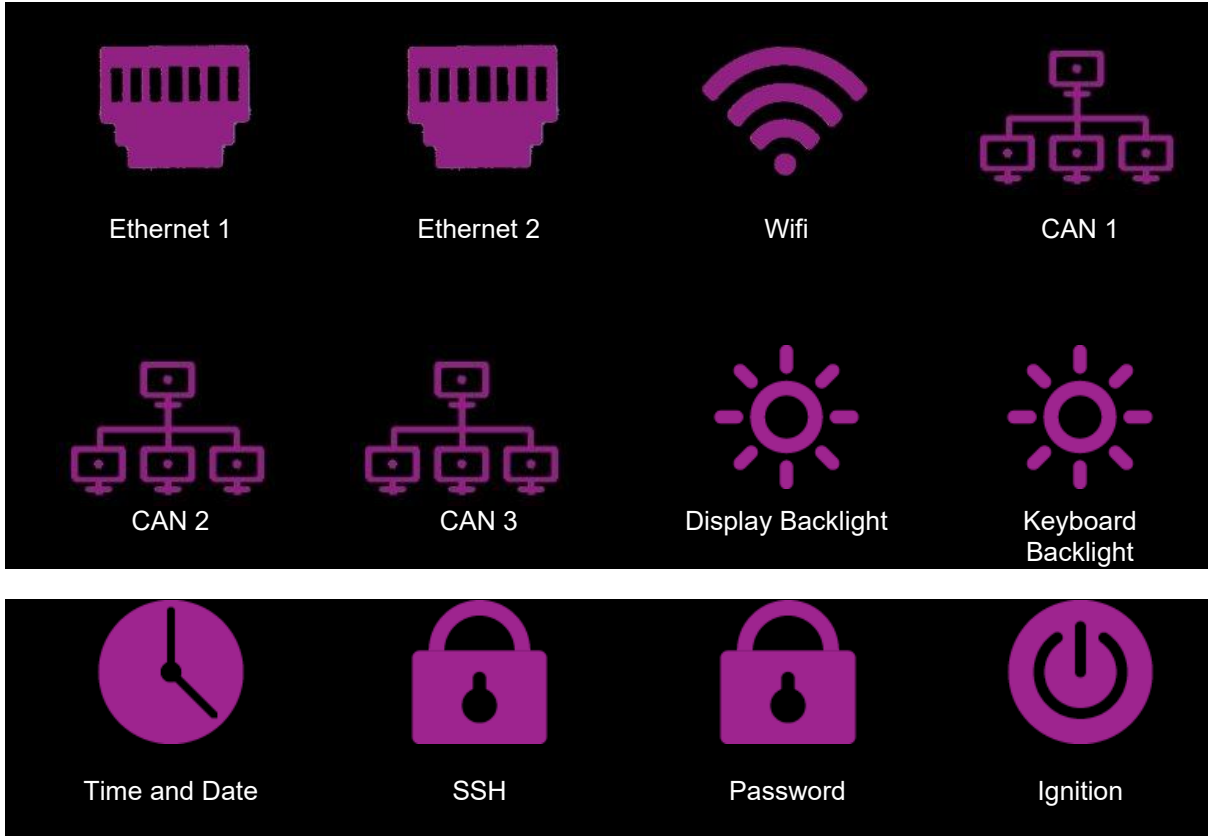 Ethernet 1
Ethernet 2
Wifi
CAN 1
CAN 2
CAN 3
Display Backlight
Keyboard
Backlight
Time and Date
SSH
Password
Ignition